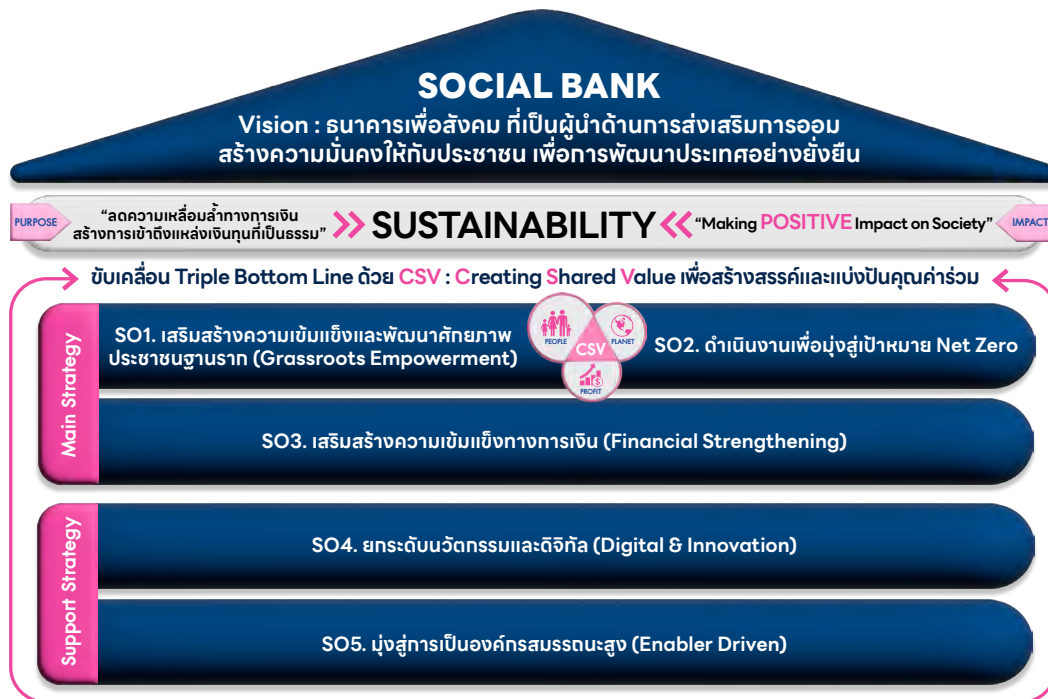 SOCIAL BANK
Vision : ธนาคารเพื่อสังคม ที่เป็นผู้นำด้านการส่งเสริมการออม
สร้างความมั่นคงให้กับประชาชน เพื่อการพัฒนาประเทศอย่างยั่งยืน
PURPOSE
“ลดความเหลื่อมล้ำทางการเงิน
สร้างการเข้าถึงแหล่งเงินทุนที่เป็นธรรม”
SUSTAINABILITY
“Making POSITIVE Impact on Society”
IMPACT
ขับเคลื่อน Triple Bottom Line ด้วย CSV : Creating Shared Value เพื่อสร้างสรรค์และแบ่งปันคุณค่าร่วม
Main Strategy
SO1. เสริมสร้างความเข้มแข็งและพัฒนาศักยภาพ
ประชาชนฐานราก (Grassroots Empowerment)
PEOPLE
PLANET
CSV
PROFIT
SO2. ดำเนินงานเพื่อมุ่งสู่เป้าหมาย Net Zero
SO3. เสริมสร้างความเข้มแข็งทางการเงิน (Financial Strengthening)
Support Strategy
SO4. ยกระดับนวัตกรรมและดิจิทัล (Digital & Innovation)
SO5. มุ่งสู่การเป็นองค์กรสมรรถนะสูง (Enabler Driven)